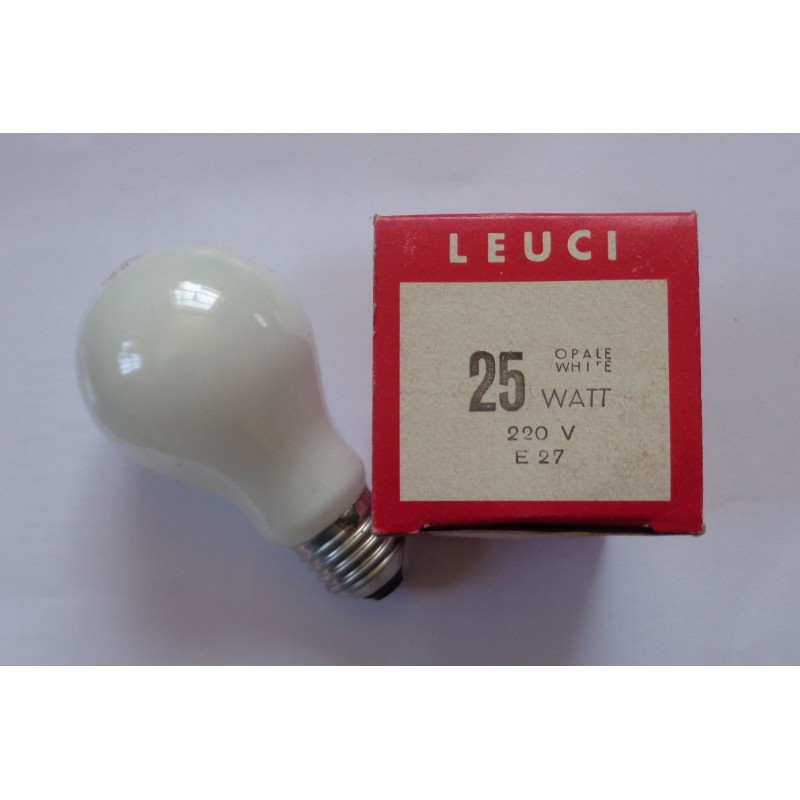 LEUCI
25 OPALE
WHITE
WATT
220 V
E 27